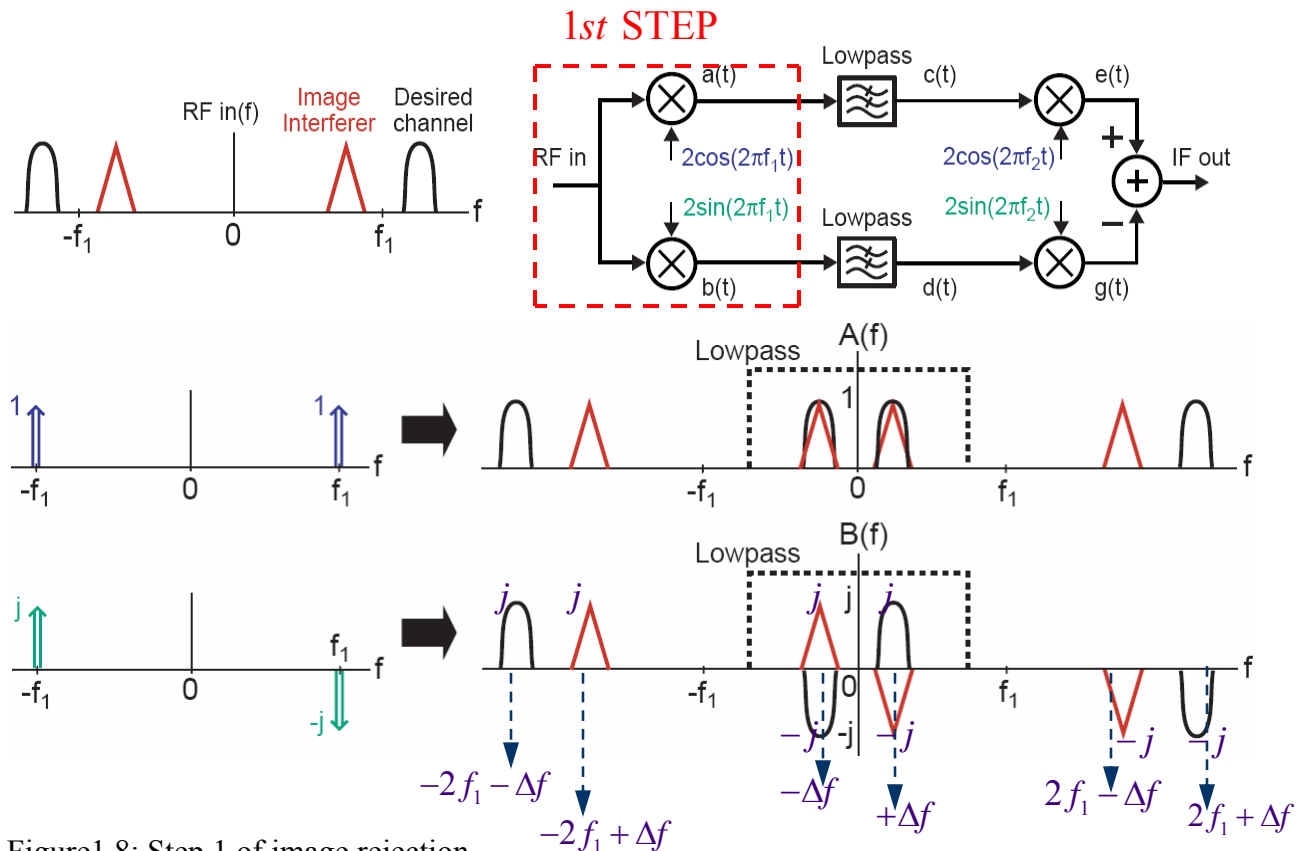 1st STEP
RF in(f)
Image
Interferer
Desired
channel
-f1
0
f1
f
RF in
a(t)
2cos(2πf1t)
2sin(2πf1t)
b(t)
Lowpass
c(t)
Lowpass
d(t)
2cos(2πf2t)
2sin(2πf2t)
e(t)
g(t)
+
+
−
IF out
1
1
-f1
0
f1
f
Lowpass
A(f)
1
-f1
0
f1
f
j
-f1
0
f1
-j
f
Lowpass
B(f)
j
j
j
j
j
-f1
0
f1
f
-j
-j
-j
-j
-j
−2f1 − Δf
−2f1 + Δf
−Δf
+Δf
2f1 − Δf
2f1 + Δf
Figure1.8: Step 1 of image rejection